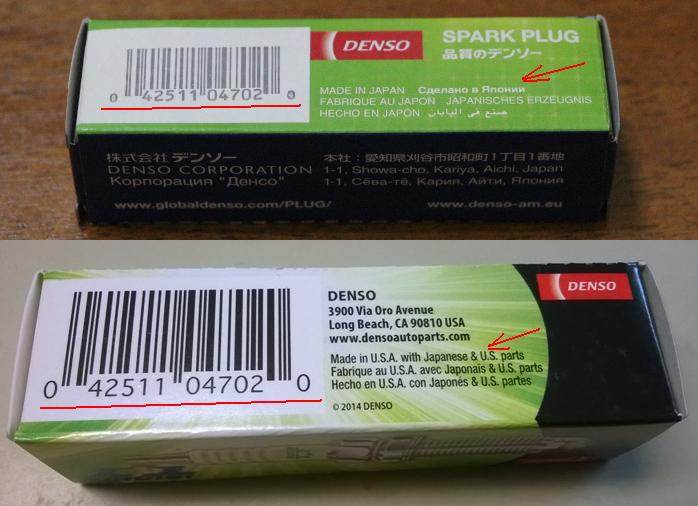 0 42511 04702 0
DENSO
SPARK PLUG
品質のデンソー
MADE IN JAPAN Сделано в Японии
FABRIQUE AU JAPON JAPANISCHES ERZEUGNIS
HECHO EN JAPÓN صنع في اليابان
株式会社 デンソー
DENSO CORPORATION
Корпорация "Денсо"
本社：愛知県刈谷市昭和町1丁目1番地
1-1, Showa-cho, Kariya, Aichi, Japan
1-1, Сёва-тё, Кария, Айти, Япония
www.globaldenso.com/PLUG/
www.denso-am.eu
0 42511 04702 0
DENSO
3900 Via Oro Avenue
Long Beach, CA 90810 USA
www.densoautoparts.com
Made in U.S.A. with Japanese & U.S. parts
Fabrique au U.S.A. avec Japonais & U.S. parts
Hecho en U.S.A. con Japonés & U.S. partes
© 2014 DENSO
DENSO